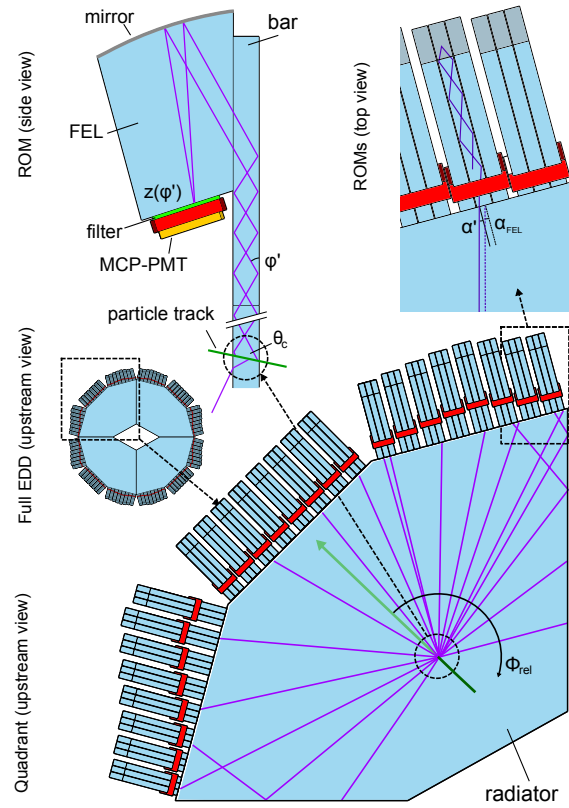 mirror
bar
ROM (side view)
FEL
z(φ')
filter
MCP-PMT
φ'
particle track
θc
ROMs (top view)
α'
αFEL
Full EDD (upstream view)
Quadrant (upstream view)
Φrel
radiator